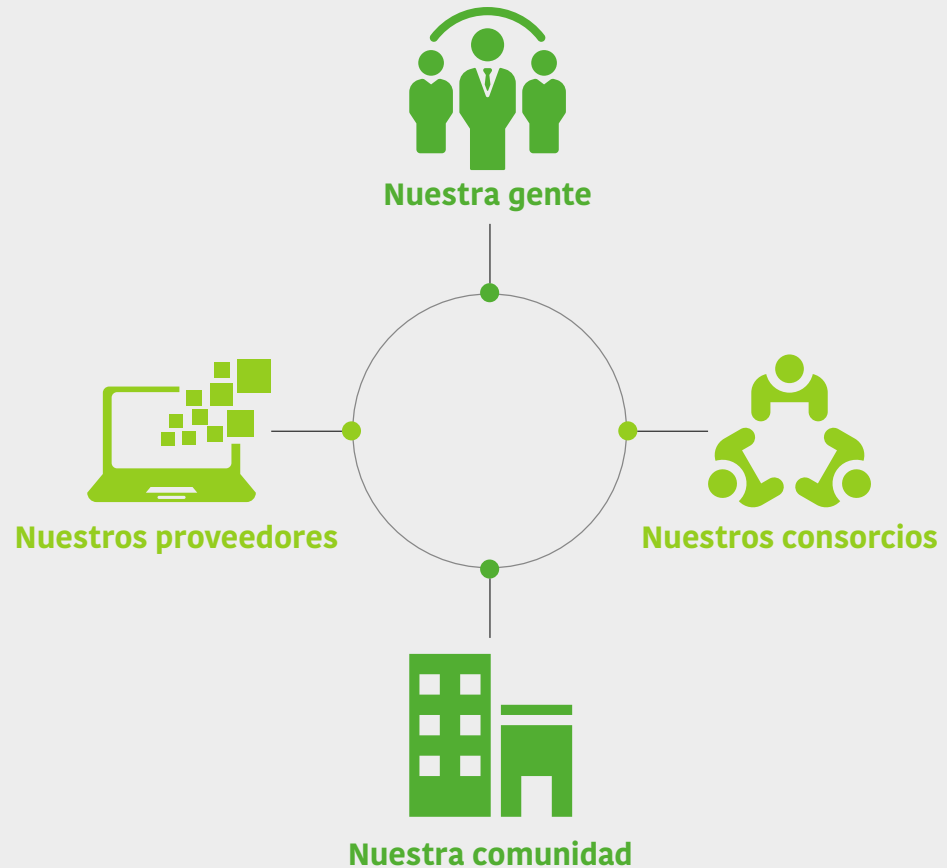 Nuestra gente
Nuestros proveedores
Nuestros consorcios
Nuestra comunidad